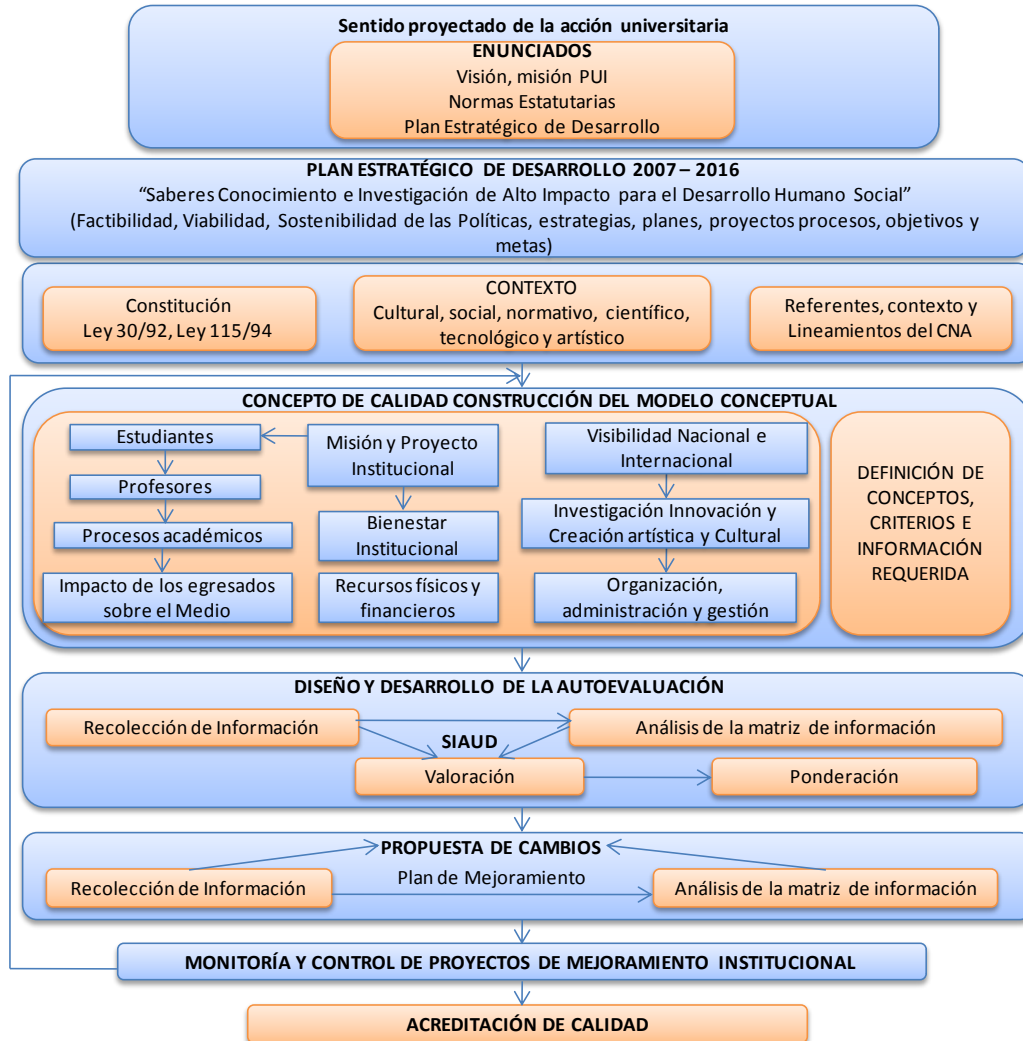 Sentido proyectado de la acción universitaria
ENUNCIADOS
Visión, misión PUI
Normas Estatutarias
Plan Estratégico de Desarrollo
PLAN ESTRATÉGICO DE DESARROLLO 2007 – 2016
“Saberes Conocimiento e Investigación de Alto Impacto para el Desarrollo Humano Social”
(Factibilidad, Viabilidad, Sostenibilidad de las Políticas, estrategias, planes, proyectos procesos, objetivos y
metas)
Constitución
Ley 30/92, Ley 115/94
CONTEXTO
Cultural, social, normativo, científico,
tecnológico y artístico
Referentes, contexto y
Lineamientos del CNA
CONCEPTO DE CALIDAD CONSTRUCCIÓN DEL MODELO CONCEPTUAL
Estudiantes
Profesores
Procesos académicos
Impacto de los egresados
sobre el Medio
Misión y Proyecto
Institucional
Bienestar
Institucional
Recursos físicos y
financieros
Visibilidad Nacional e
Internacional
Investigación Innovación y
Creación artística y Cultural
Organización,
administración y gestión
DEFINICIÓN DE
CONCEPTOS,
CRITERIOS E
INFORMACIÓN
REQUERIDA
DISEÑO Y DESARROLLO DE LA AUTOEVALUACIÓN
Recolección de Información
SIAUD
Análisis de la matriz de información
Valoración
Ponderación
PROPUESTA DE CAMBIOS
Recolección de Información
Plan de Mejoramiento
Análisis de la matriz de información
MONITORÍA Y CONTROL DE PROYECTOS DE MEJORAMIENTO INSTITUCIONAL
ACREDITACIÓN DE CALIDAD